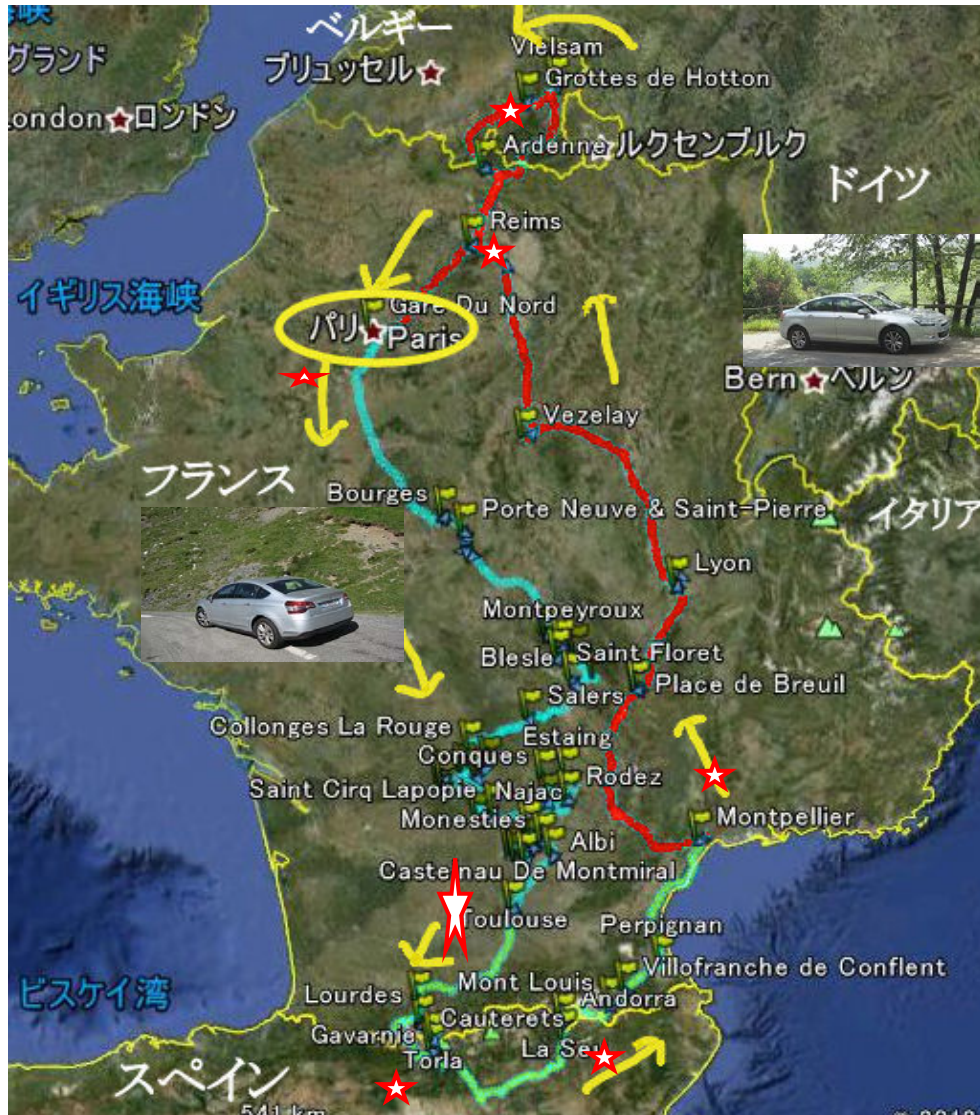 海峡
ベルギー
グランド
ブリュッセル
Vielsam
Grottes de Hotton
London ロンドン
Ardenne
ルクセンブルク
ドイツ
Reims
イギリス海峡
Gare Du Nord
パリ Paris
Bern ベルン
Vezelay
フランス
Bourges
Porte Neuve & Saint-Pierre
イタリア
Lyon
Montpeyroux
Blesle
Saint Floret
Salers
Place de Breuil
Collonges La Rouge
Estaing
Conques
Rodez
Saint Cirq Lapopie
Najac
Monesties
Montpellier
Albi
Castelnau De Montmiral
Toulouse
Perpignan
Villofranche de Conflent
ビスケイ湾
Lourdes
Mont Louis
Andorra
Gavarnie
Cauterets
Torla
La Seu
スペイン
541 km